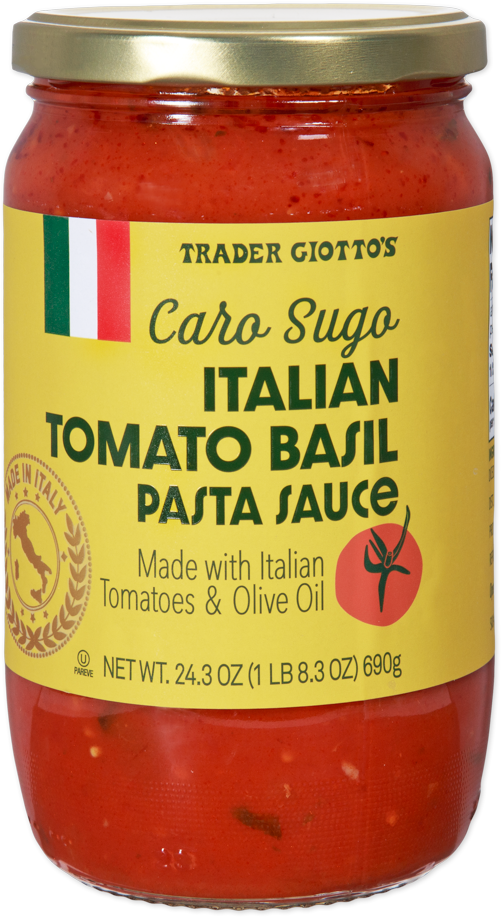 TRADER GIOTTO'S
Caro Sugo
ITALIAN
TOMATO BASIL
PASTA SAUCE
MADE IN ITALY
Made with Italian
Tomatoes & Olive Oil
U
PAREVE
NET WT. 24.3 OZ (1 LB 8.3 OZ) 690g